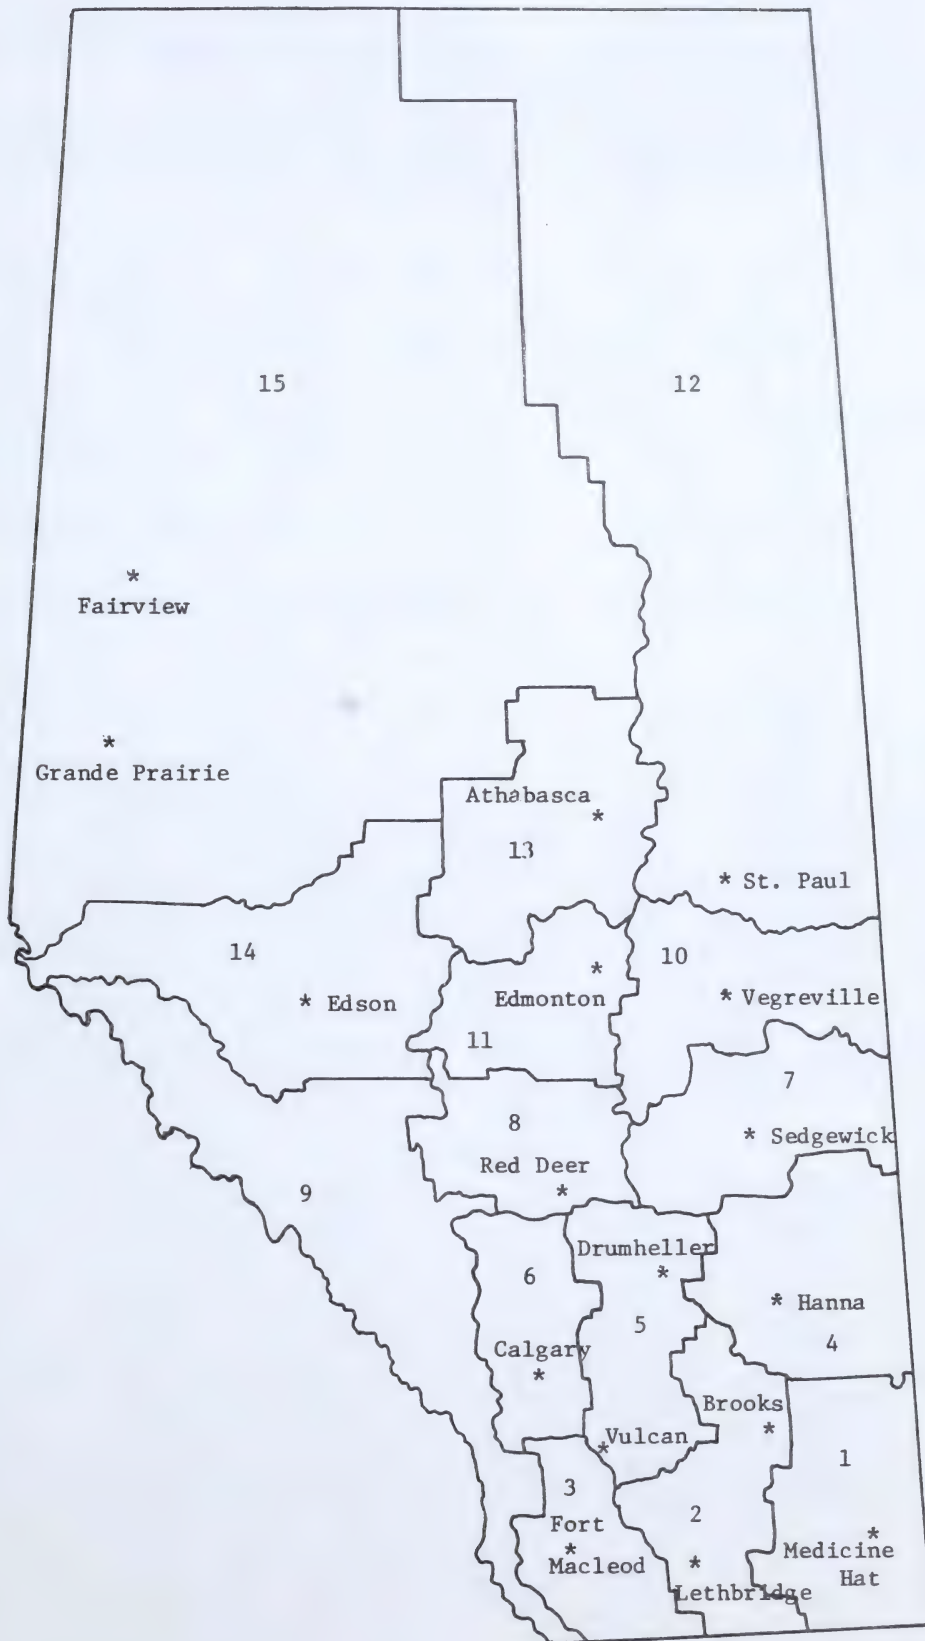 15
12
*
Fairview
*
Grande Prairie
Athabasca
*
13
* St. Paul
14
10
*
* Edson
Edmonton
* Vegreville
11
7
8
* Sedgewick
Red Deer
*
9
Drumheller
*
6
* Hanna
5
4
Calgary
*
Brooks
*
Vulcan
*
1
3
2
Fort
*
Macleod
*
Medicine
Hat
*
Lethbridge